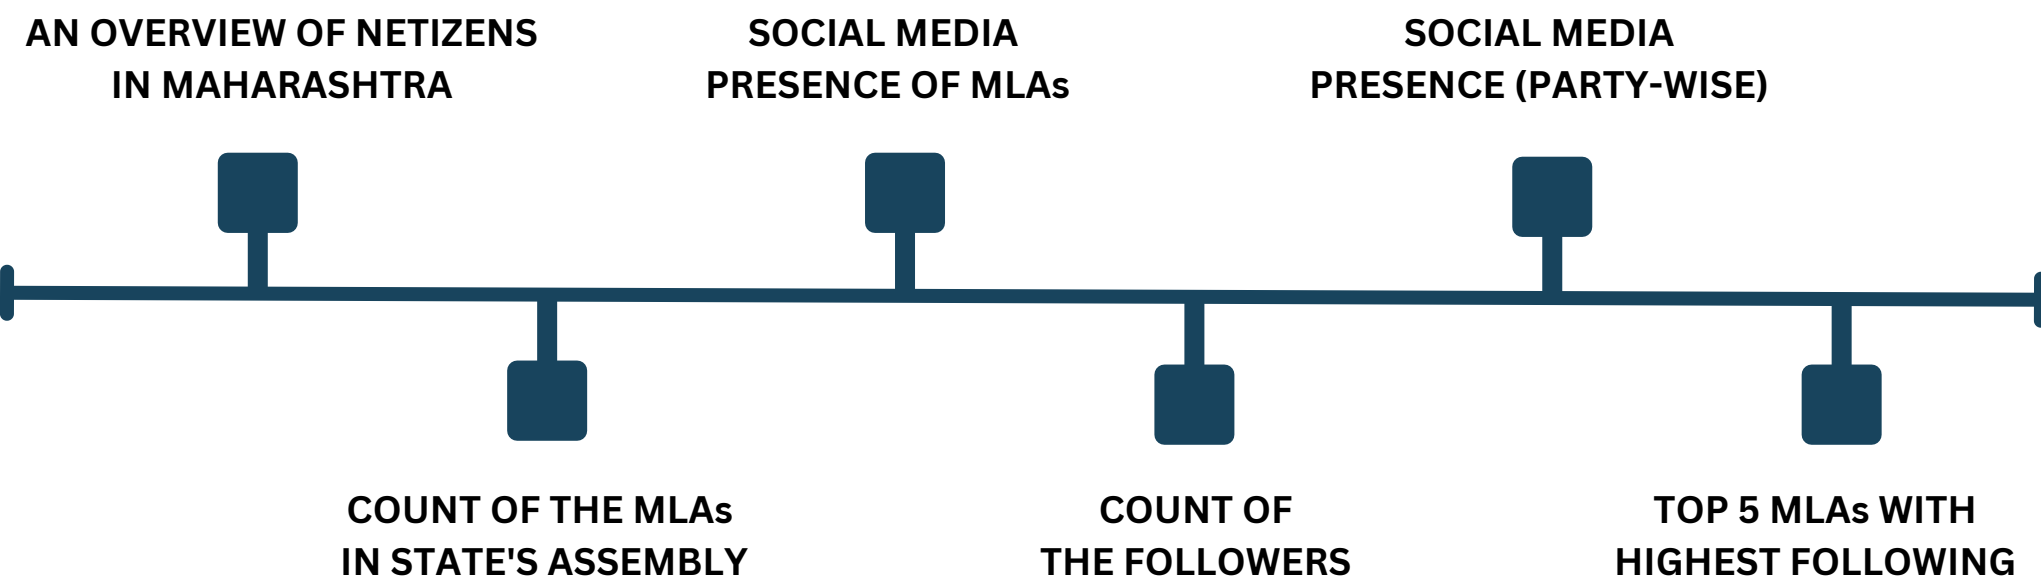 AN OVERVIEW OF NETIZENS
IN MAHARASHTRA
SOCIAL MEDIA
PRESENCE OF MLAs
SOCIAL MEDIA
PRESENCE (PARTY-WISE)
COUNT OF THE MLAs
IN STATE'S ASSEMBLY
COUNT OF
THE FOLLOWERS
TOP 5 MLAs WITH
HIGHEST FOLLOWING